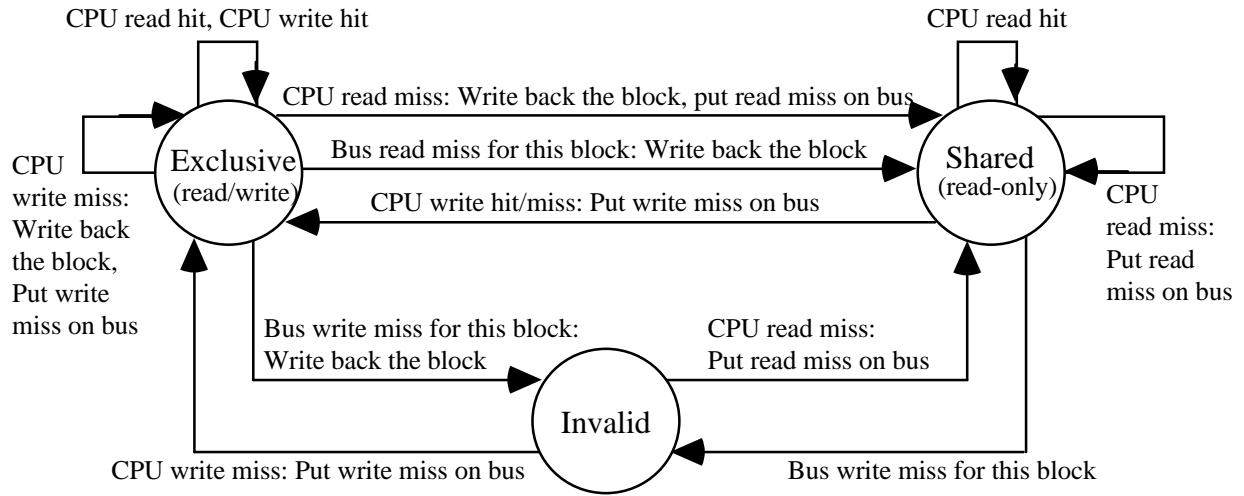 CPU read hit, CPU write hit
CPU read hit
CPU read miss: Write back the block, put read miss on bus
Exclusive
(read/write)
Bus read miss for this block: Write back the block
Shared
(read-only)
CPU
write miss:
Write back
the block,
Put write
miss on bus
CPU write hit/miss: Put write miss on bus
CPU
read miss:
Put read
miss on bus
Bus write miss for this block:
Write back the block
CPU read miss:
Put read miss on bus
Invalid
CPU write miss: Put write miss on bus
Bus write miss for this block